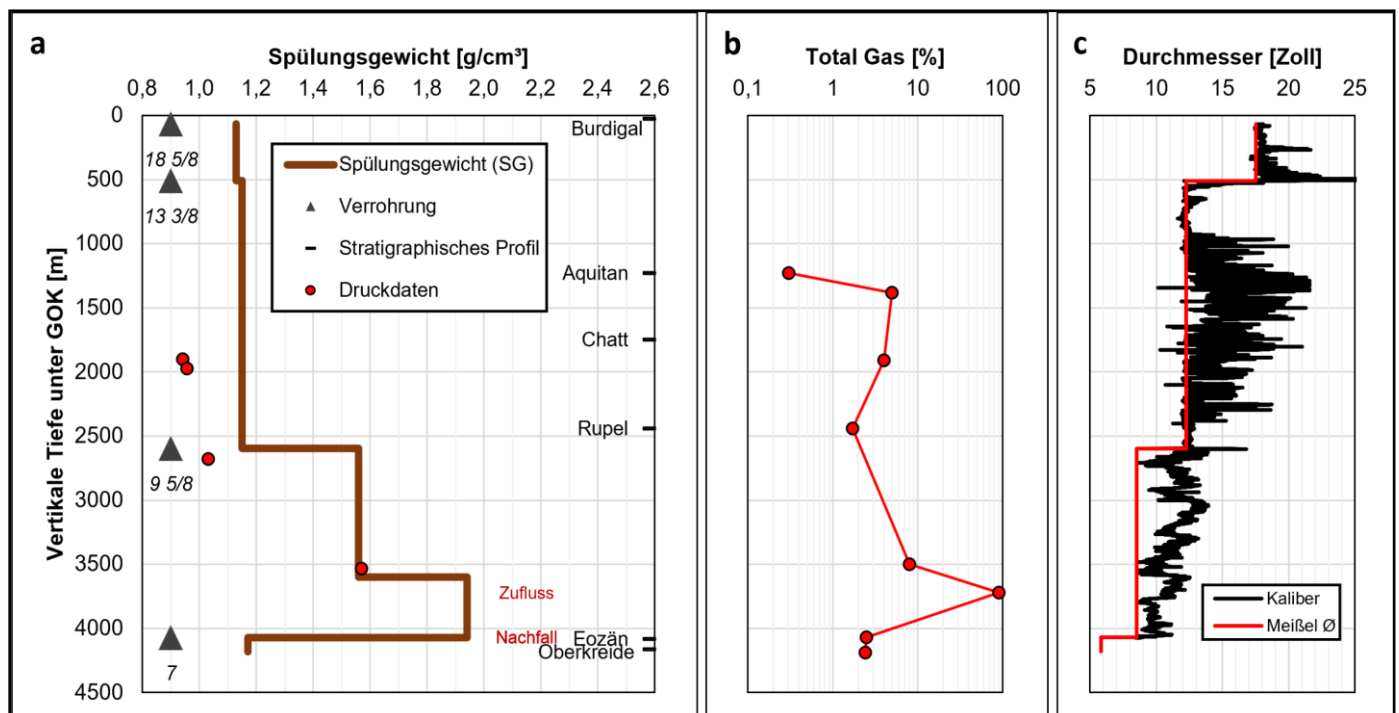 a
Spülungsgewicht [g/cm³]
0,8 1,0 1,2 1,4 1,6 1,8 2,0 2,2 2,4 2,6
Vertikale Tiefe unter GOK [m]
0
500
1000
1500
2000
2500
3000
3500
4000
4500
18 5/8
13 3/8
9 5/8
7
Spülungsgewicht (SG)
Verrohrung
Stratigraphisches Profil
Druckdaten
Burdigal
Aquitan
Chatt
Rupel
Zufluss
Nachfall
Eozän
Oberkreide
b
Total Gas [%]
0,1 1 10 100
c
Durchmesser [Zoll]
5 10 15 20 25
Kaliber
Meißel Ø